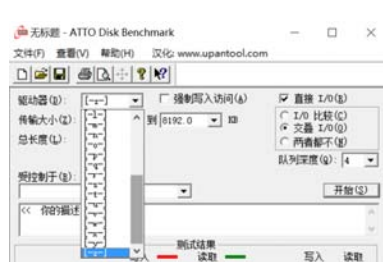 无标题 - ATTO Disk Benchmark
文件(F) 查看(V) 帮助(H) 汉化: www.upantool.com
驱动器(D): [---] 强制写入访问(A) 直接 I/O(E)
传输大小(Z): 到 8192.0 KB I/O 比较(C)
总长度(L): 交叠 I/O(O)
两者都不(N)
队列深度(Q): 4
受控制于(E):
开始(S)
<< 你的描述
测试结果
写入 读取 写入 读取